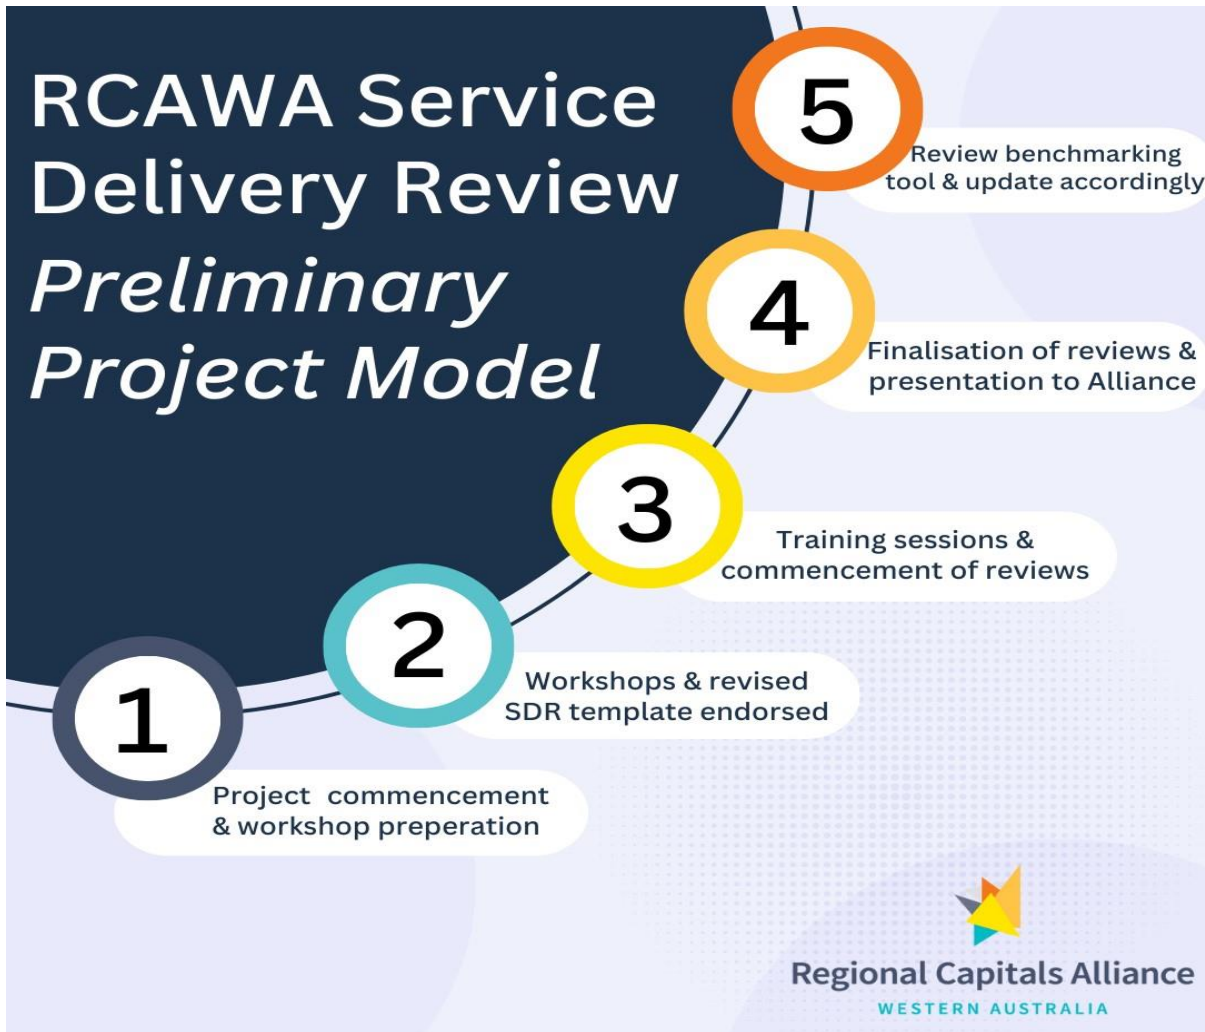 RCAWA Service
Delivery Review
Preliminary
Project Model
5
Review benchmarking
tool & update accordingly
4
Finalisation of reviews &
presentation to Alliance
3
Training sessions &
commencement of reviews
2
Workshops & revised
SDR template endorsed
1
Project commencement
& workshop preperation
Regional Capitals Alliance
WESTERN AUSTRALIA